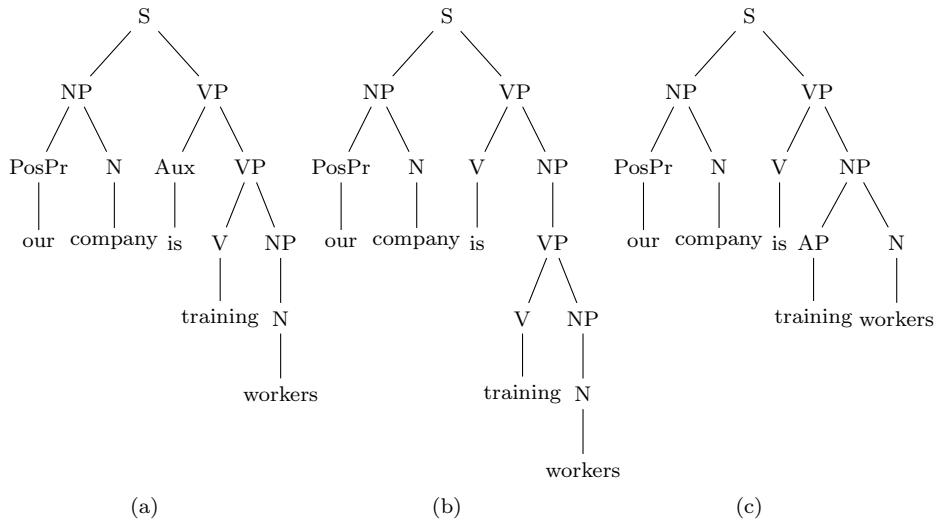 S S S
NP VP NP VP NP VP
PosPr N Aux VP PosPr N V NP PosPr N V NP
our company is V NP our company is VP our company is AP N
training N V NP training workers
workers training N
workers
(a) (b) (c)